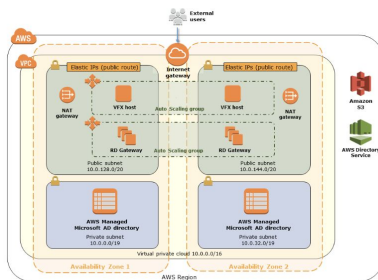 External
users
AWS
VPC
Internet
gateway
Elastic IPs (public route)
Elastic IPs (public route)
NAT
gateway
VFX host
VFX host
NAT
gateway
Auto Scaling group
RD Gateway
RD Gateway
Auto Scaling group
Public subnet
10.0.128.0/20
Public subnet
10.0.144.0/20
AWS Managed
Microsoft AD directory
AWS Managed
Microsoft AD directory
Private subnet
10.0.0.0/19
Private subnet
10.0.32.0/19
Virtual private cloud 10.0.0.0/16
Availability Zone 1
Availability Zone 2
AWS Region
Amazon
S3
AWS Directory
Service